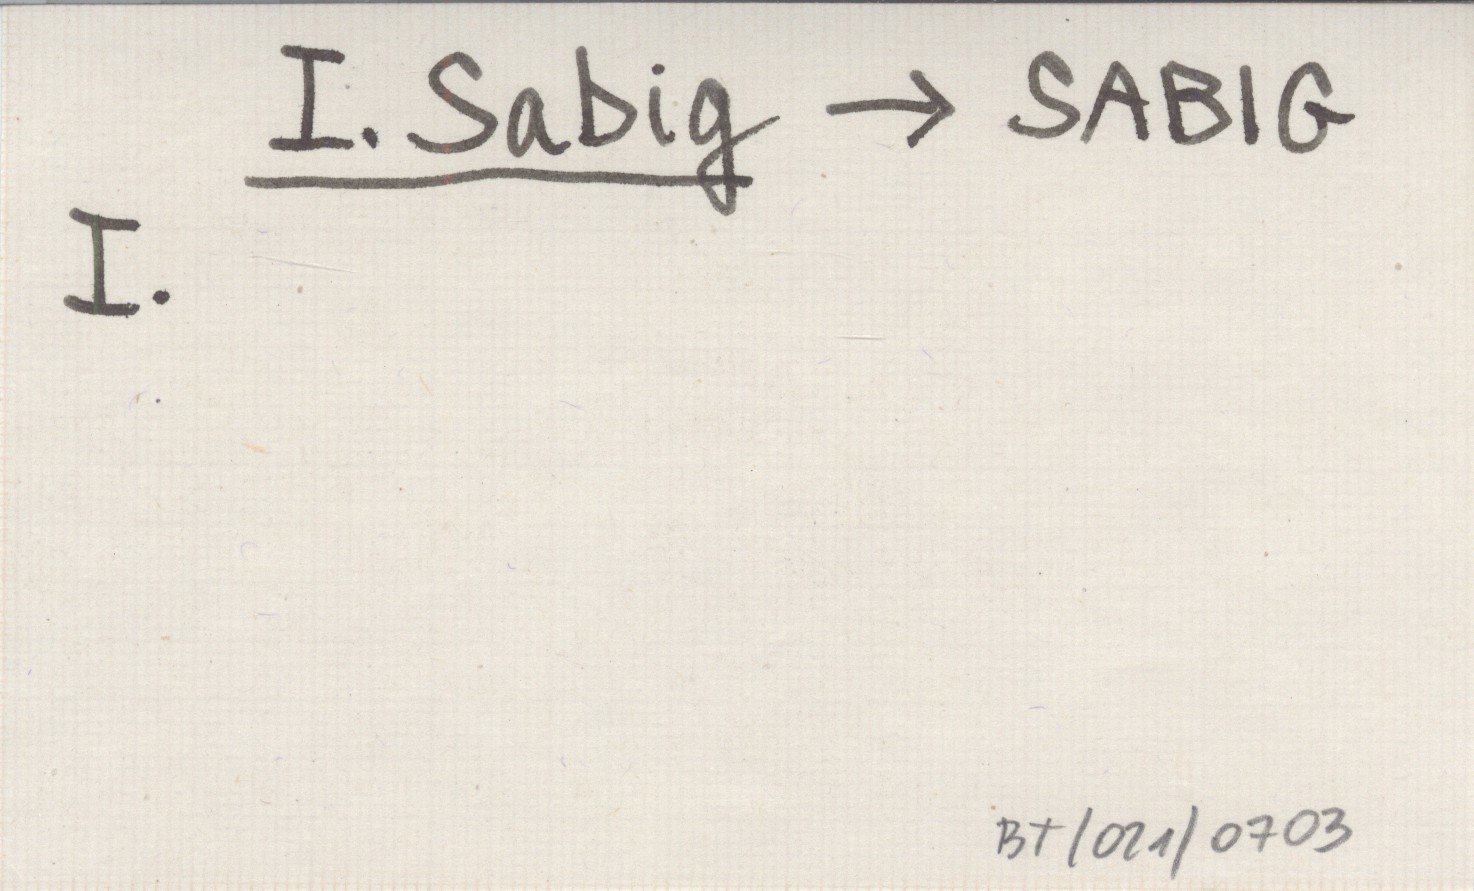 I. Sabig → SABIG
I.
BT/021/0703